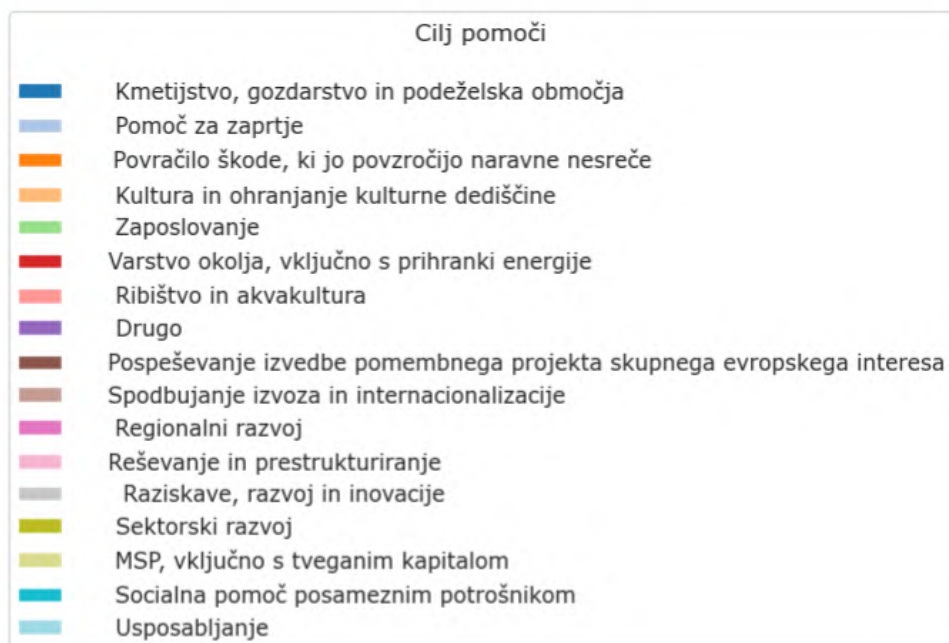 Cilj pomoči
Kmetijstvo, gozdarstvo in podeželska območja
Pomoč za zaprtje
Povračilo škode, ki jo povzročijo naravne nesreče
Kultura in ohranjanje kulturne dediščine
Zaposlovanje
Varstvo okolja, vključno s prihranki energije
Ribištvo in akvakultura
Drugo
Pospeševanje izvedbe pomembnega projekta skupnega evropskega interesa
Spodbujanje izvoza in internacionalizacije
Regionalni razvoj
Reševanje in prestrukturiranje
Raziskave, razvoj in inovacije
Sektorski razvoj
MSP, vključno s tveganim kapitalom
Socialna pomoč posameznim potrošnikom
Usposabljanje